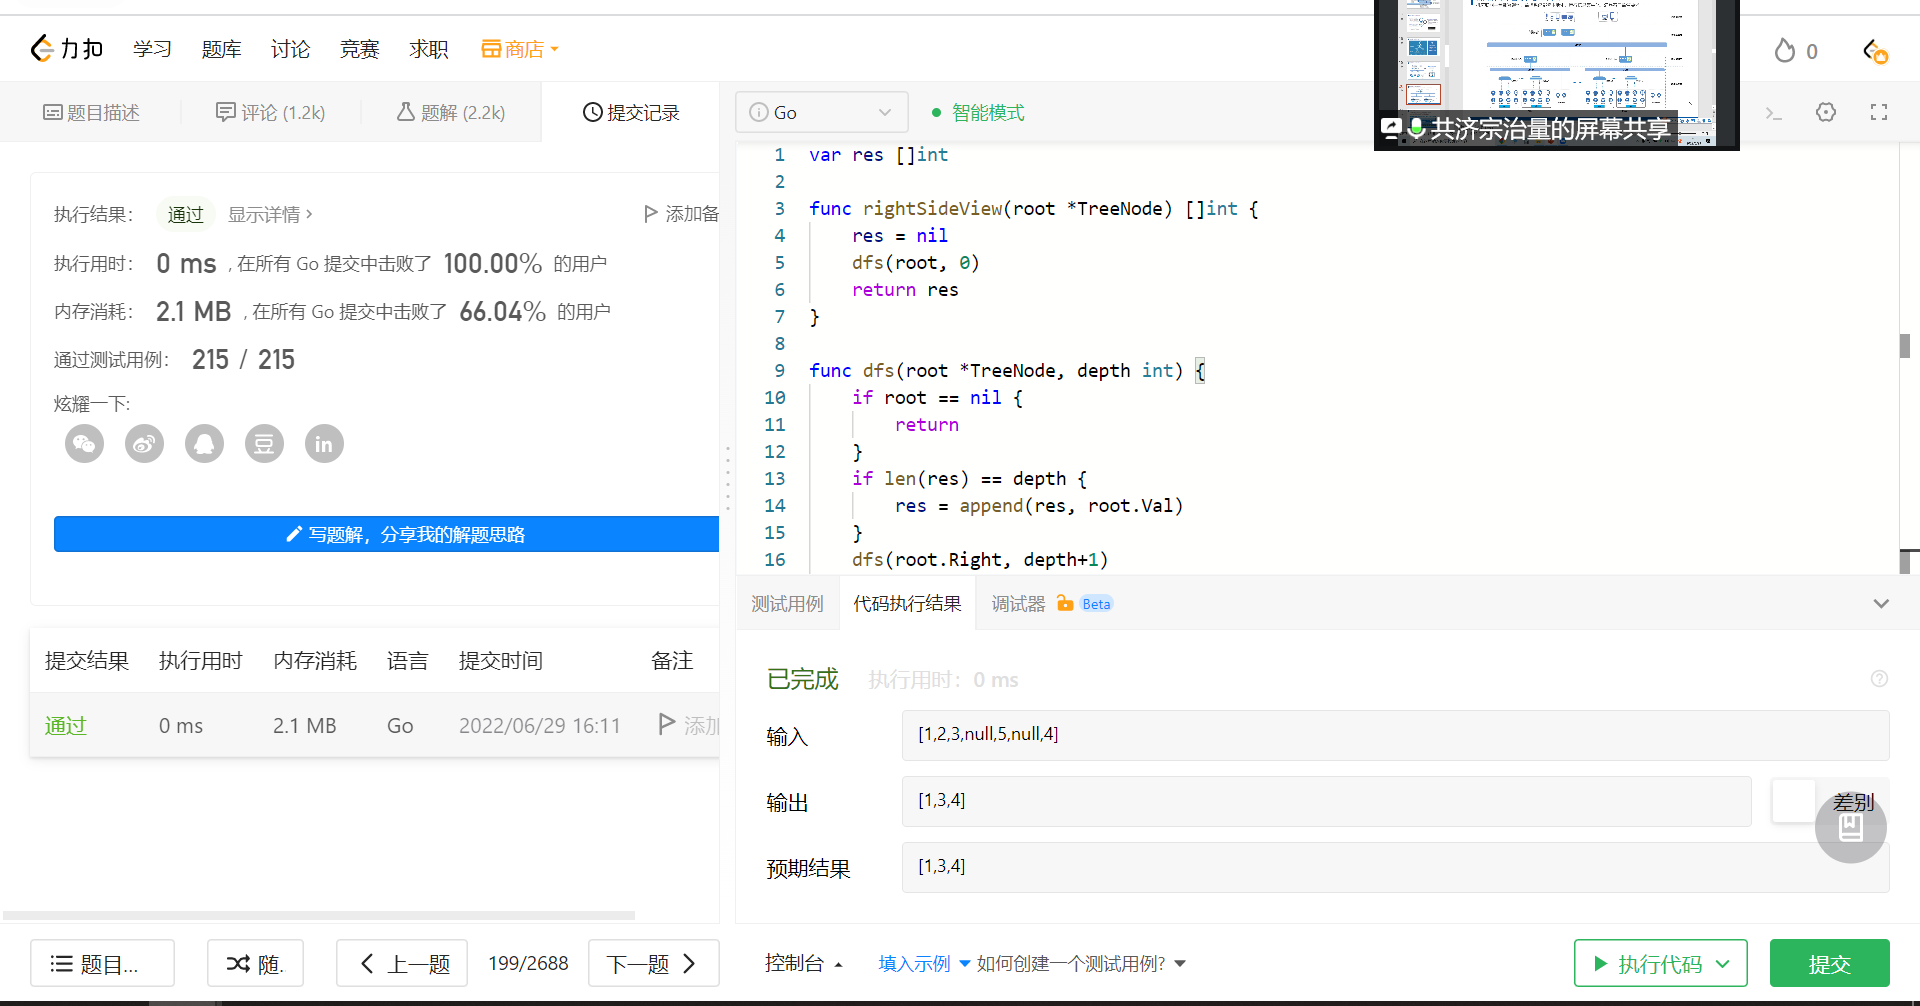 力扣 学习 题库 讨论 竞赛 求职 商店
0
共济宗治量的屏幕共享
题目描述 评论 (1.2k) 题解 (2.2k) 提交记录
Go 智能模式
执行结果： 通过 显示详情 > 添加备
执行用时： 0 ms , 在所有 Go 提交中击败了 100.00% 的用户
内存消耗： 2.1 MB , 在所有 Go 提交中击败了 66.04% 的用户
通过测试用例： 215 / 215
炫耀一下:
写题解，分享我的解题思路
提交结果 执行用时 内存消耗 语言 提交时间 备注
通过 0 ms 2.1 MB Go 2022/06/29 16:11 添加
题目... 随. 上一题 199/2688 下一题
1 var res []int
2
3 func rightSideView(root *TreeNode) []int {
4 res = nil
5 dfs(root, 0)
6 return res
7 }
8
9 func dfs(root *TreeNode, depth int) {
10 if root == nil {
11 return
12 }
13 if len(res) == depth {
14 res = append(res, root.Val)
15 }
16 dfs(root.Right, depth+1)
测试用例 代码执行结果 调试器 Beta
已完成 执行用时：0 ms
输入 [1,2,3,null,5,null,4]
输出 [1,3,4] 差别
预期结果 [1,3,4]
控制台 填入示例 如何创建一个测试用例? 执行代码 提交